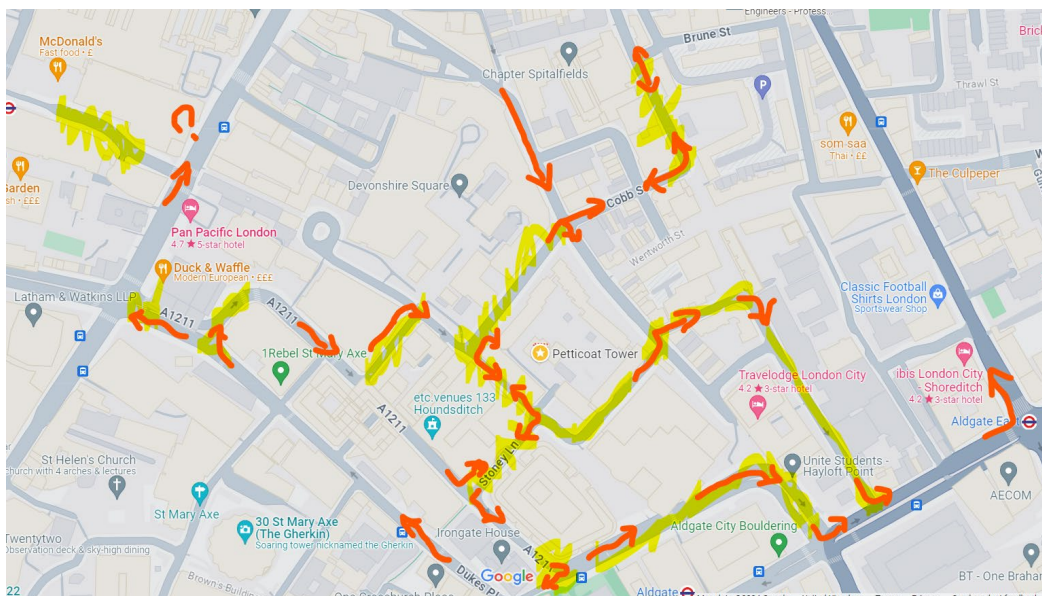 Engineers - Profess...
McDonald's
Fast food • £
Brune St
Chapter Spitalfields
P
Thrawl St
som saa
Thai • ££
The Culpeper
Devonshire Square
Cobb St
Wentworth St
Pan Pacific London
4.7 ★ 5-star hotel
Duck & Waffle
Modern European • £££
Latham & Watkins LLP
A1211
A1211
Classic Football
Shirts London
Sportswear Shop
1Rebel St Mary Axe
Petticoat Tower
Travelodge London City
4.2 ★ 3-star hotel
ibis London City
- Shoreditch
4.2 ★ 3-star hotel
Aldgate East
etc.venues 133
Houndsditch
A1211
Stoney Ln
St Helen's Church
church with 4 arches & lectures
Unite Students -
Hayloft Point
AECOM
St Mary Axe
30 St Mary Axe
(The Gherkin)
Soaring tower nicknamed the Gherkin
Irongate House
Aldgate City Bouldering
Twentytwo
Observation deck & sky-high dining
A1211
Dukes Pl
Google
Brown's Building
Aldgate
BT - One Braham
22